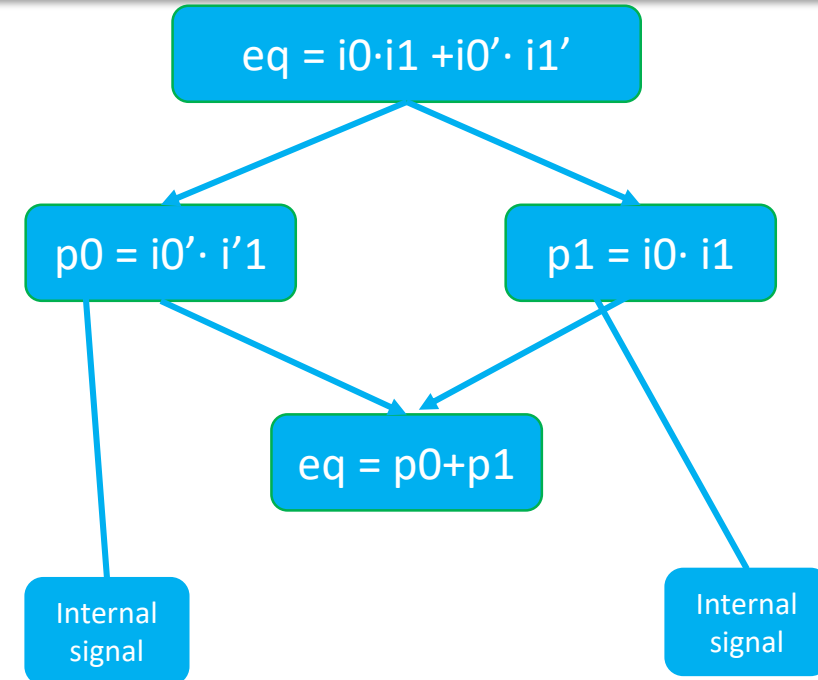 eq = i0·i1 +i0’· i1’
p0 = i0’· i’1
p1 = i0· i1
eq = p0+p1
Internal
signal
Internal
signal